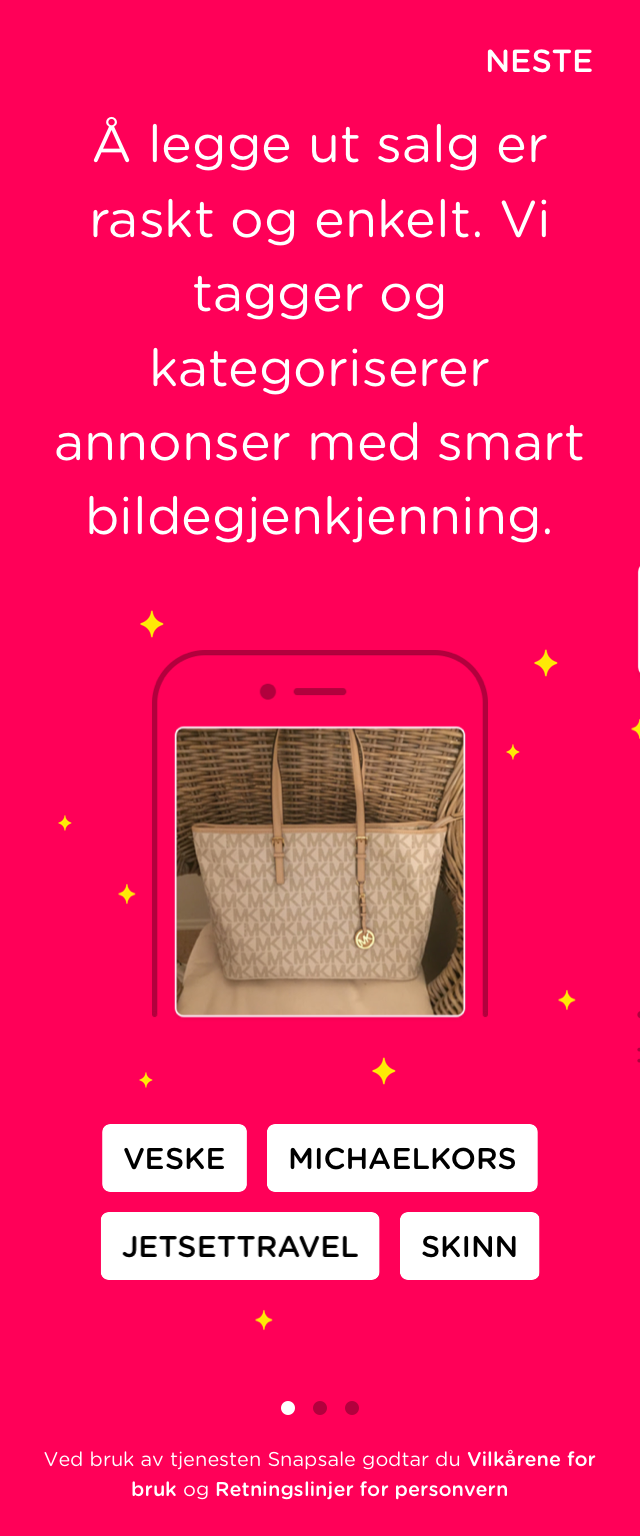 NESTE
Å legge ut salg er
raskt og enkelt. Vi
tagger og
kategoriserer
annonser med smart
bildegjenkjenning.
VESKE MICHAELKORS
JETSETTRAVEL SKINN
Ved bruk av tjenesten Snapsale godtar du Vilkårene for
bruk og Retningslinjer for personvern